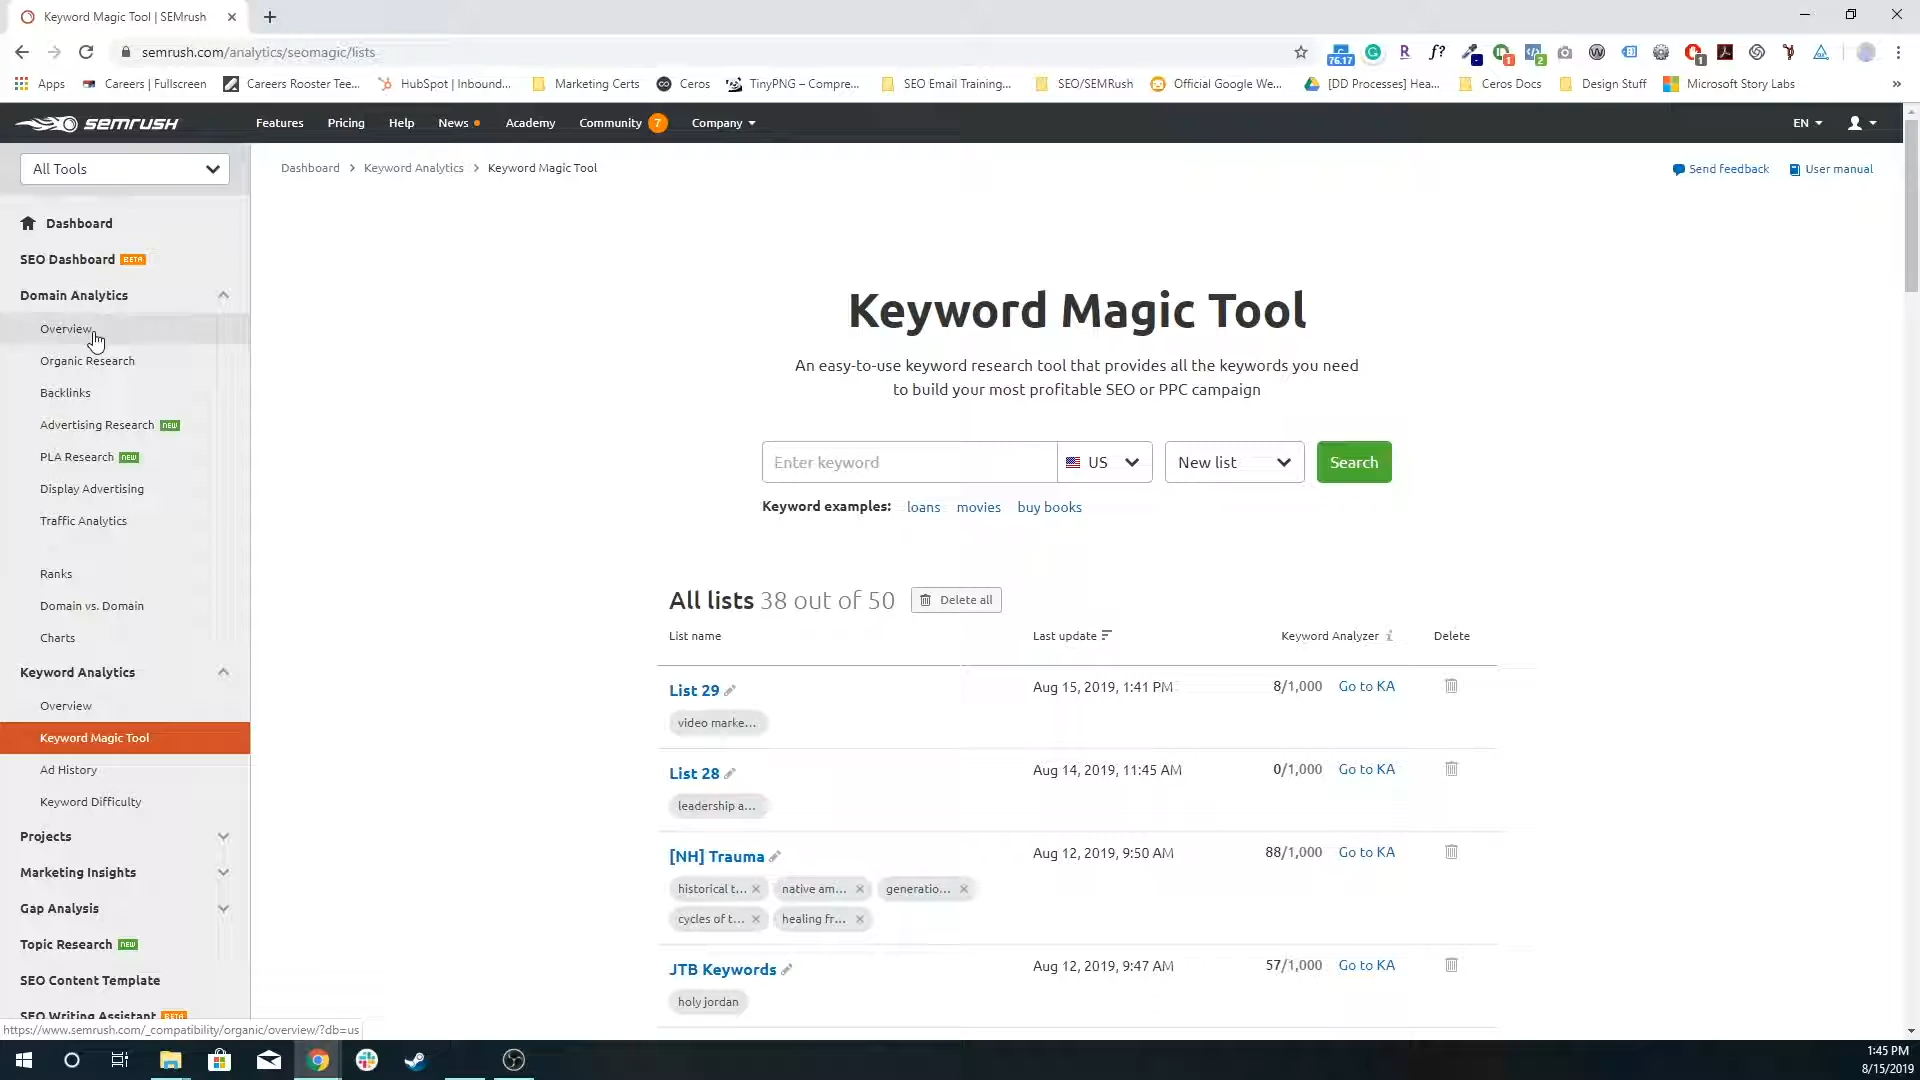 Keyword Magic Tool | SEMrush
semrush.com/analytics/seomagic/lists
76.17
1
2
1
Apps
Careers | Fullscreen
Careers Rooster Tee...
HubSpot | Inbound...
Marketing Certs
Ceros
TinyPNG – Compre...
SEO Email Training...
SEO/SEMRush
Official Google We...
[DD Processes] Hea...
Ceros Docs
Design Stuff
Microsoft Story Labs
SEMRUSH
Features
Pricing
Help
News
Academy
Community 7
Company
EN
All Tools
Dashboard > Keyword Analytics > Keyword Magic Tool
Send feedback
User manual
Dashboard
SEO Dashboard BETA
Domain Analytics
Overview
Organic Research
Backlinks
Advertising Research NEW
PLA Research NEW
Display Advertising
Traffic Analytics
Ranks
Domain vs. Domain
Charts
Keyword Analytics
Overview
Keyword Magic Tool
Ad History
Keyword Difficulty
Projects
Marketing Insights
Gap Analysis
Topic Research NEW
SEO Content Template
SEO Writing Assistant BETA
https://www.semrush.com/_compatibility/organic/overview/?db=us
Keyword Magic Tool
An easy-to-use keyword research tool that provides all the keywords you need
to build your most profitable SEO or PPC campaign
Enter keyword
US
New list
Search
Keyword examples: loans movies buy books
All lists 38 out of 50
Delete all
List name Last update Keyword Analyzer i Delete
List 29 Aug 15, 2019, 1:41 PM 8/1,000 Go to KA
video marke...
List 28 Aug 14, 2019, 11:45 AM 0/1,000 Go to KA
leadership a...
[NH] Trauma Aug 12, 2019, 9:50 AM 88/1,000 Go to KA
historical t... native am... generatio...
cycles of t... healing fr...
JTB Keywords Aug 12, 2019, 9:47 AM 57/1,000 Go to KA
holy jordan
1:45 PM
8/15/2019